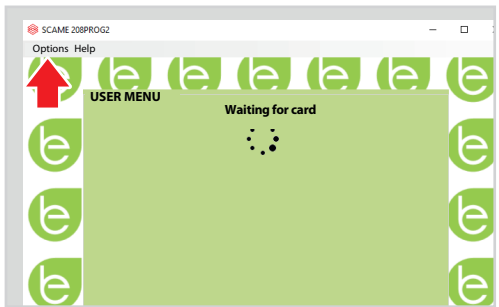 SCAME 208PROG2
Options Help
USER MENU
Waiting for card